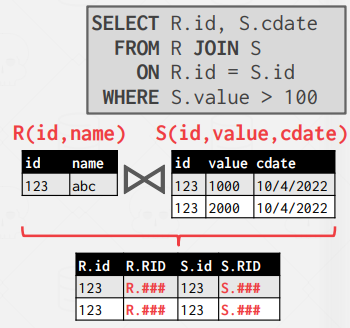 SELECT R.id, S.cdate
FROM R JOIN S
ON R.id = S.id
WHERE S.value > 100
R(id,name) S(id,value,cdate)
id name
123 abc
id value cdate
123 1000 10/4/2022
123 2000 10/4/2022
R.id R.RID S.id S.RID
123 R.### 123 S.###
123 R.### 123 S.###